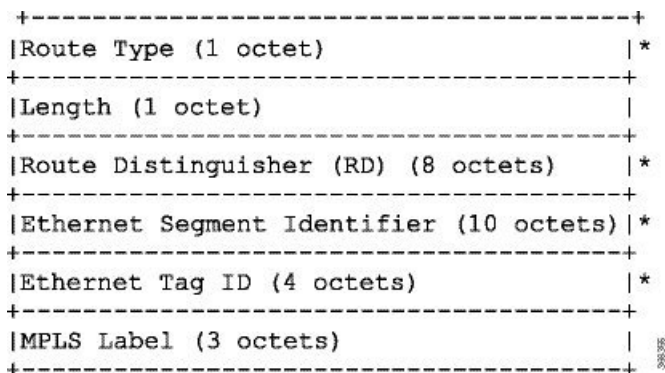 +---------------------------------------+
|Route Type (1 octet) |*
+-------------------------------------+
|Length (1 octet) |
+-------------------------------------+
|Route Distinguisher (RD) (8 octets) |*
+-------------------------------------+
|Ethernet Segment Identifier (10 octets)|*
+-------------------------------------+
|Ethernet Tag ID (4 octets) |*
+-------------------------------------+
|MPLS Label (3 octets) |
+-------------------------------------+